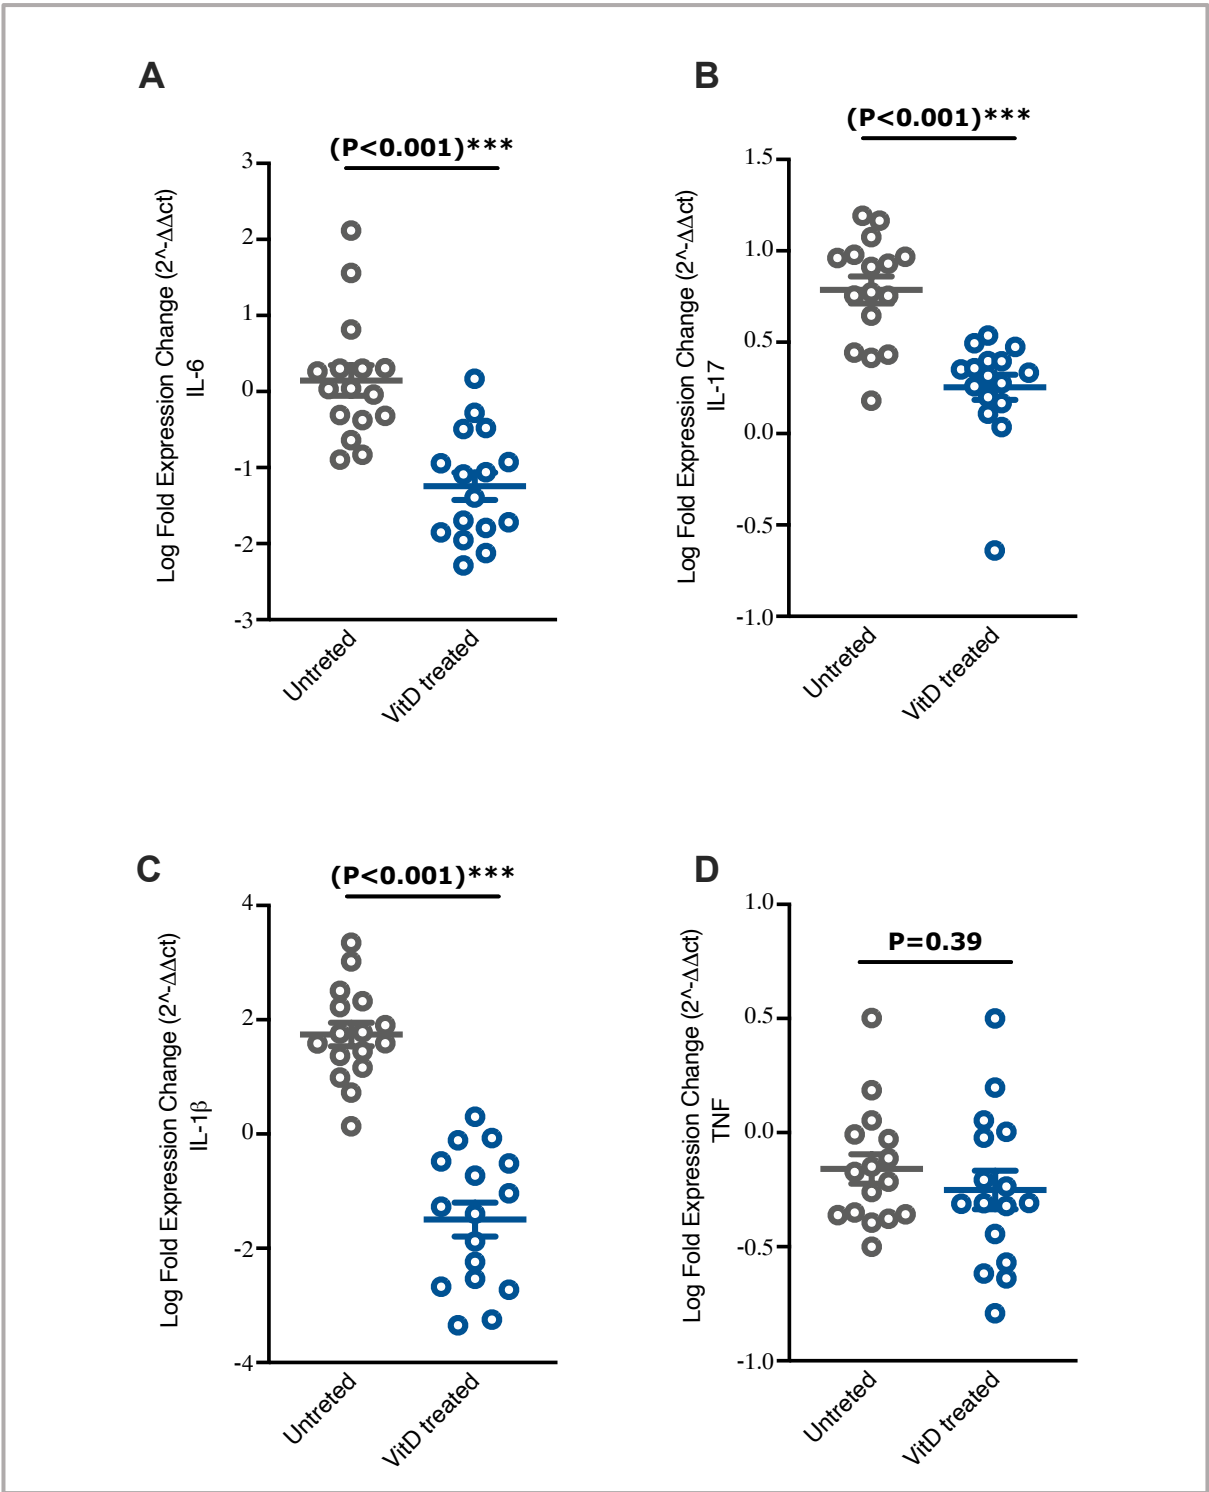 A
(P<0.001)***
Log Fold Expression Change (2^-ΔΔct)
IL-6
3
2
1
0
-1
-2
-3
Untreted
VitD treated
B
(P<0.001)***
Log Fold Expression Change (2^-ΔΔct)
IL-17
1.5
1.0
0.5
0.0
-0.5
-1.0
Untreted
VitD treated
C
(P<0.001)***
Log Fold Expression Change (2^-ΔΔct)
IL-1β
4
2
0
-2
-4
Untreted
VitD treated
D
P=0.39
Log Fold Expression Change (2^-ΔΔct)
TNF
1.0
0.5
0.0
-0.5
-1.0
Untreted
VitD treated